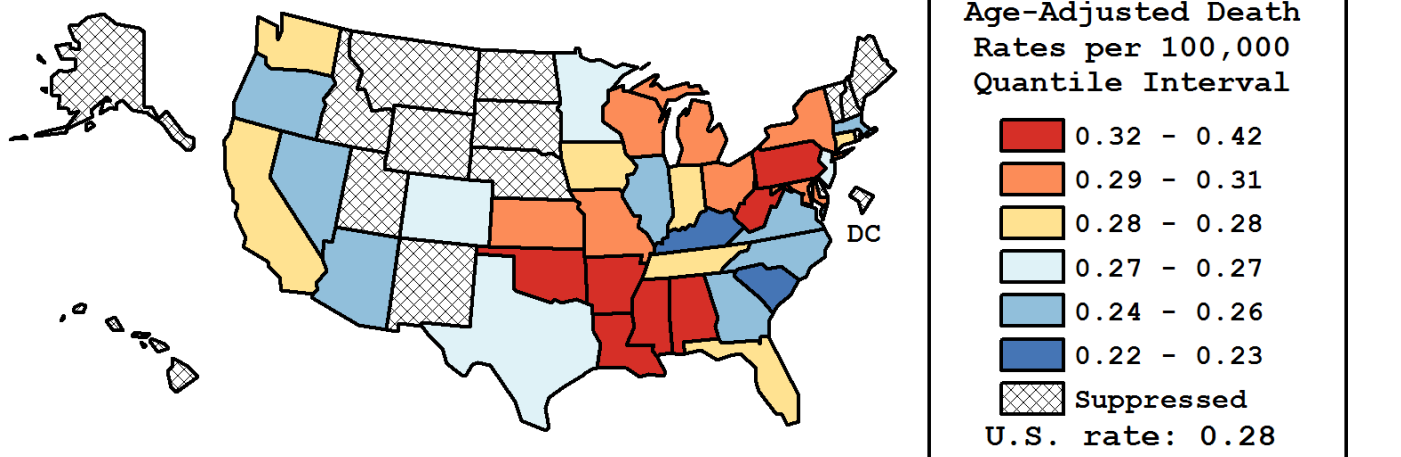 DC
Age-Adjusted Death
Rates per 100,000
Quantile Interval
0.32 - 0.42
0.29 - 0.31
0.28 - 0.28
0.27 - 0.27
0.24 - 0.26
0.22 - 0.23
Suppressed
U.S. rate: 0.28